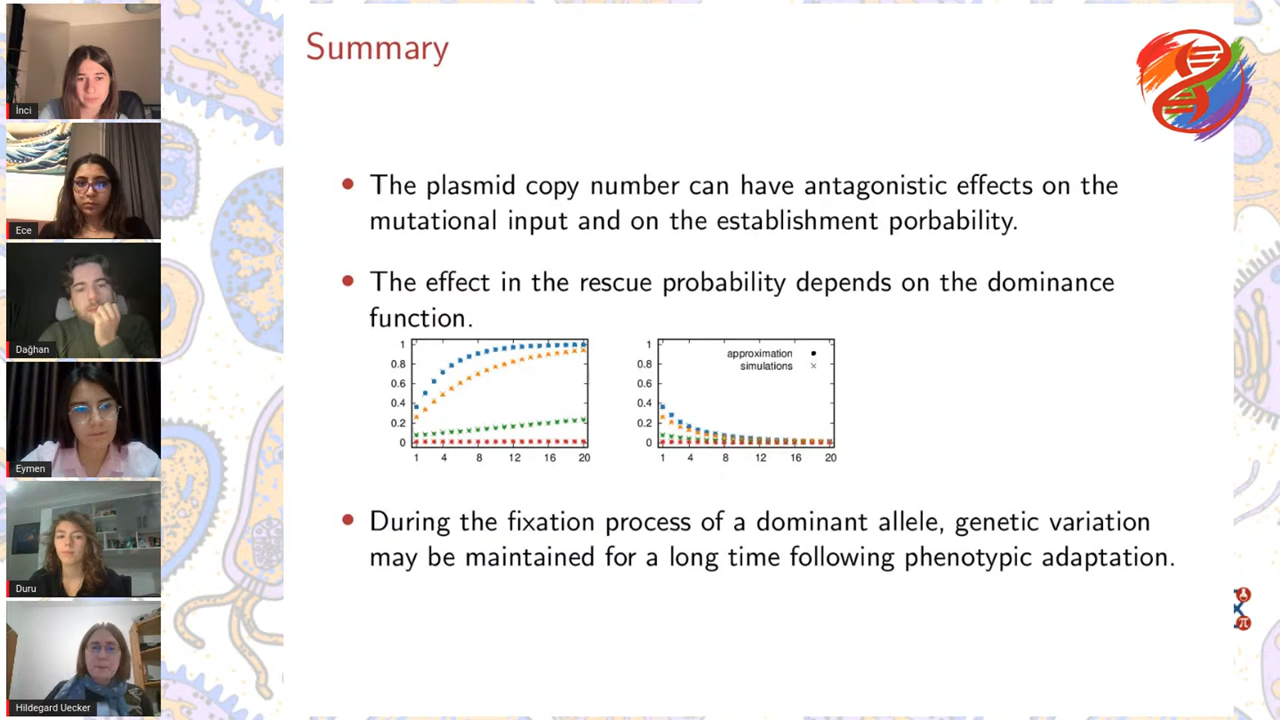 Summary
The plasmid copy number can have antagonistic effects on the
mutational input and on the establishment porbability.
The effect in the rescue probability depends on the dominance
function.
1
0.8
0.6
0.4
0.2
0
1 4 8 12 16 20
approximation
simulations
1
0.8
0.6
0.4
0.2
0
1 4 8 12 16 20
During the fixation process of a dominant allele, genetic variation
may be maintained for a long time following phenotypic adaptation.
İnci
Ece
Dağhan
Eymen
Duru
Hildegard Uecker
π